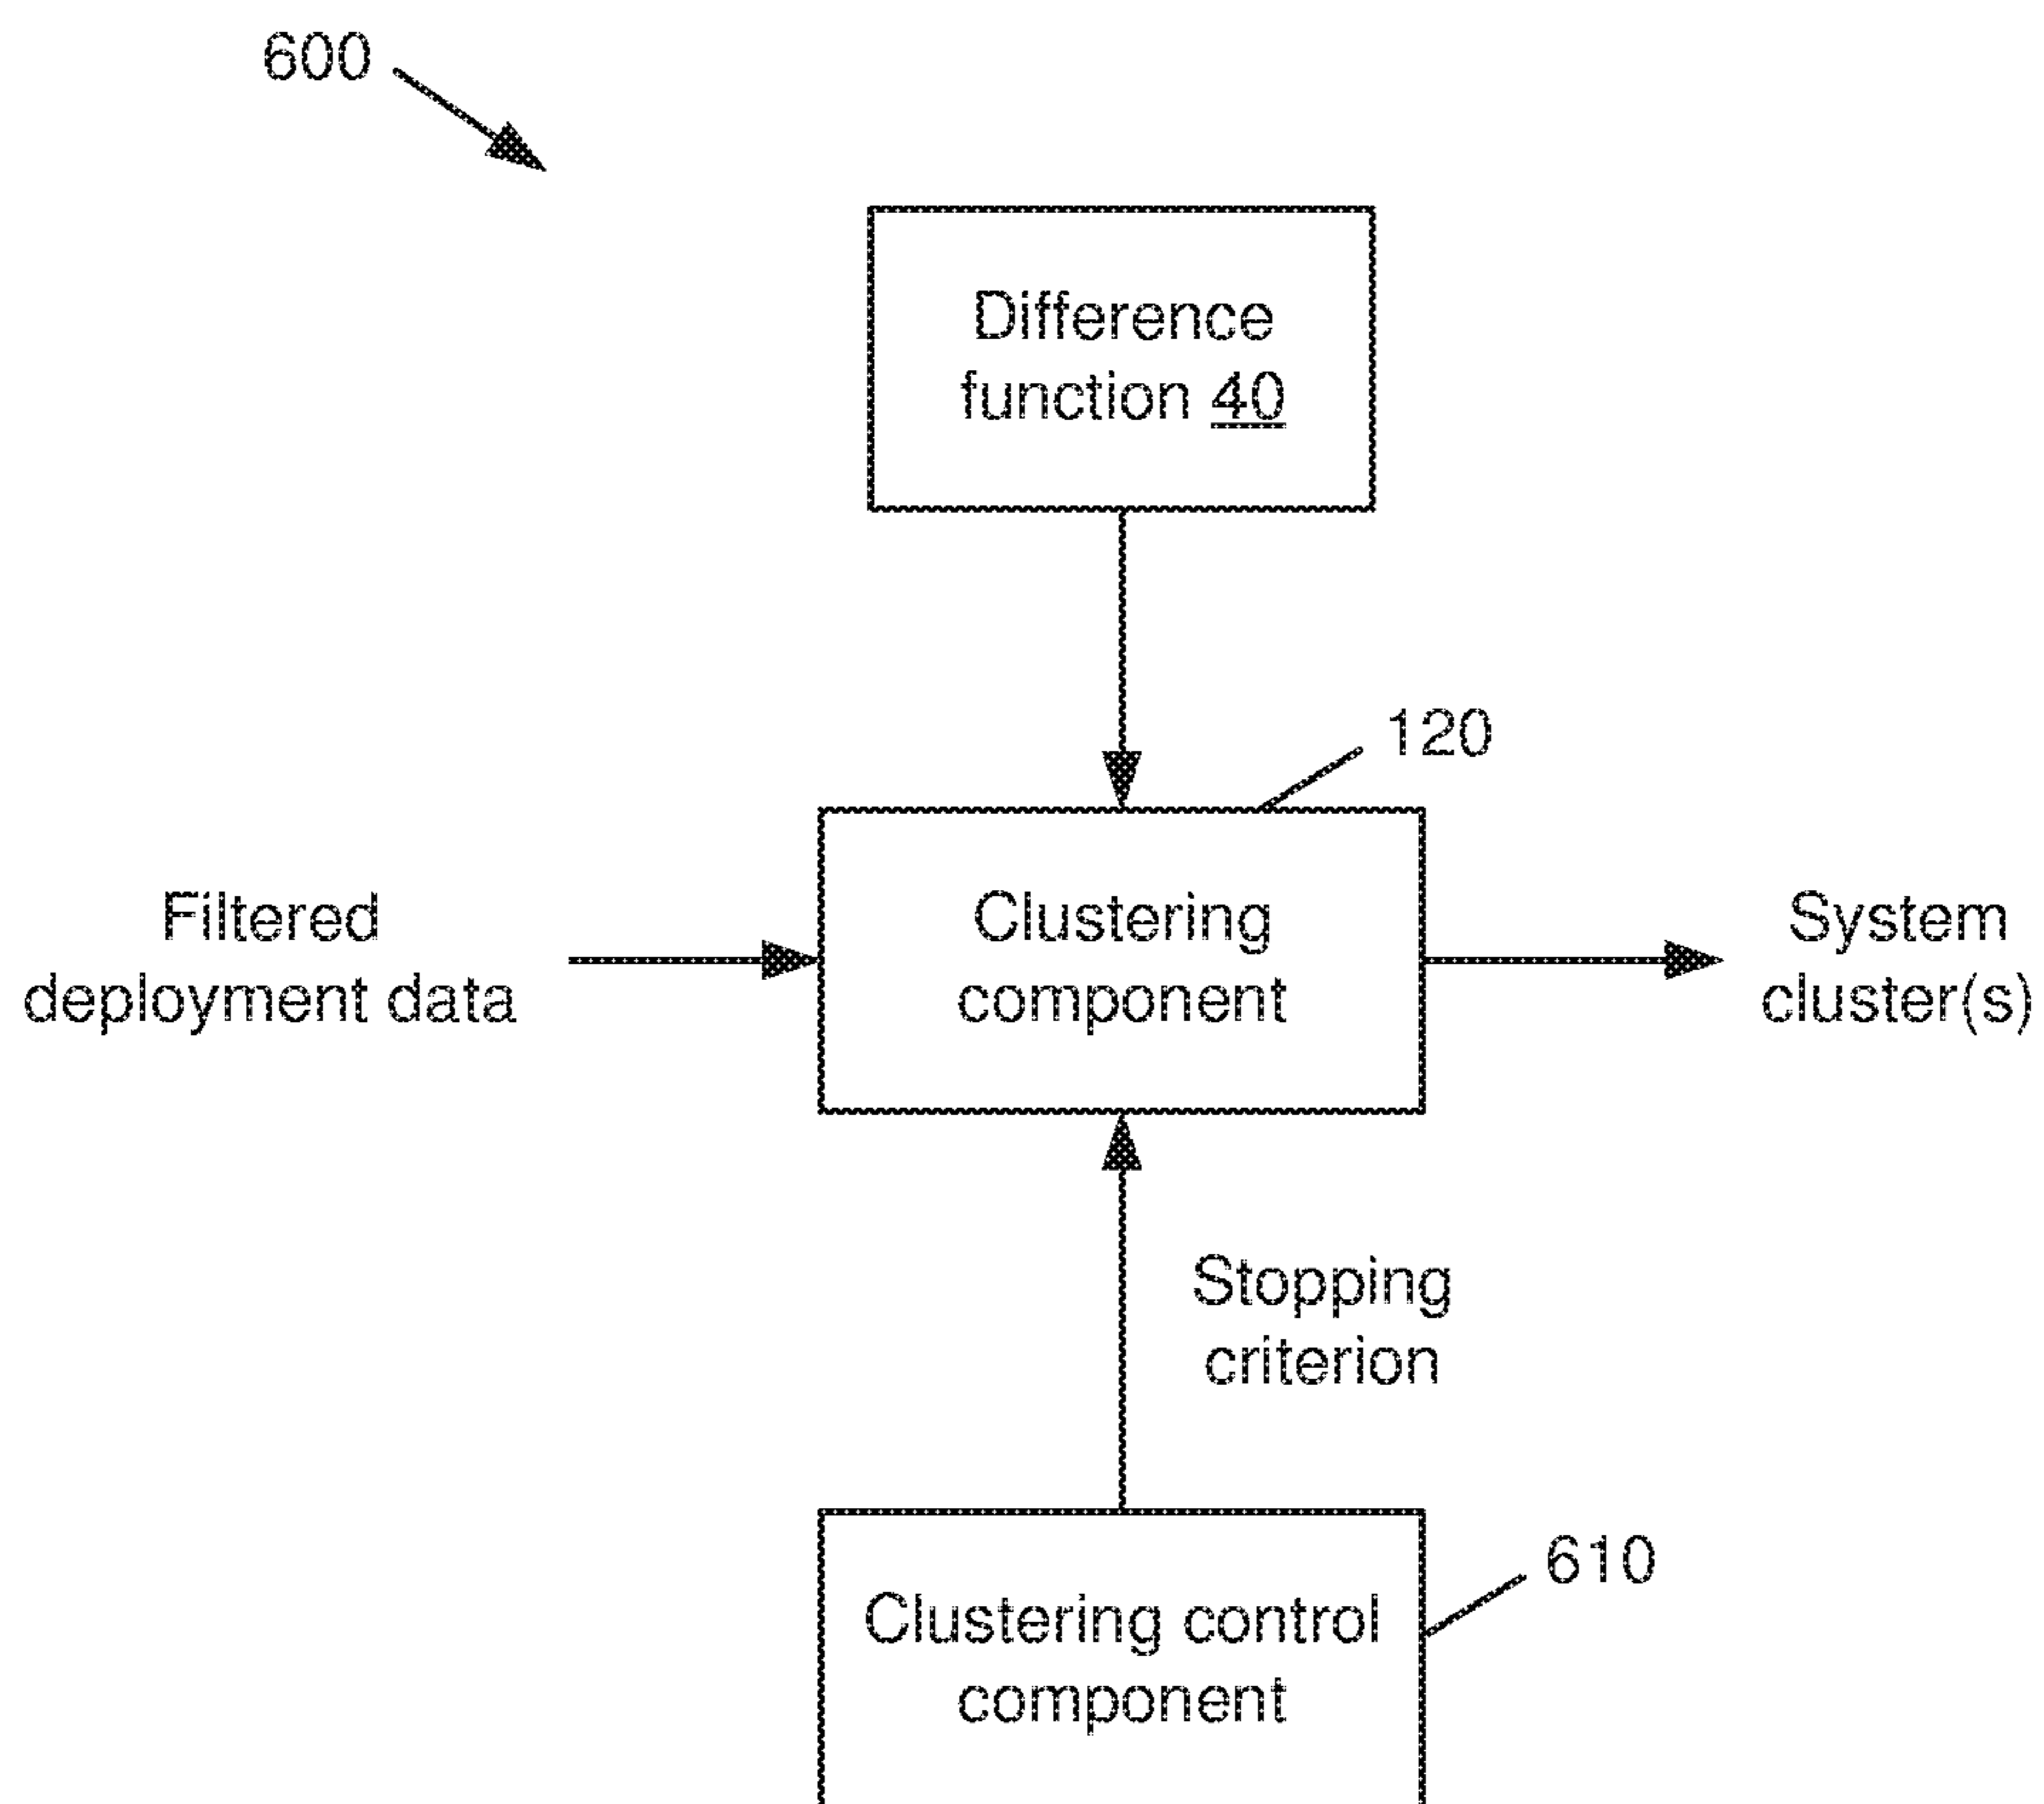 600
Difference
function 40
120
Filtered
deployment data
Clustering
component
System
cluster(s)
Stopping
criterion
610
Clustering control
component